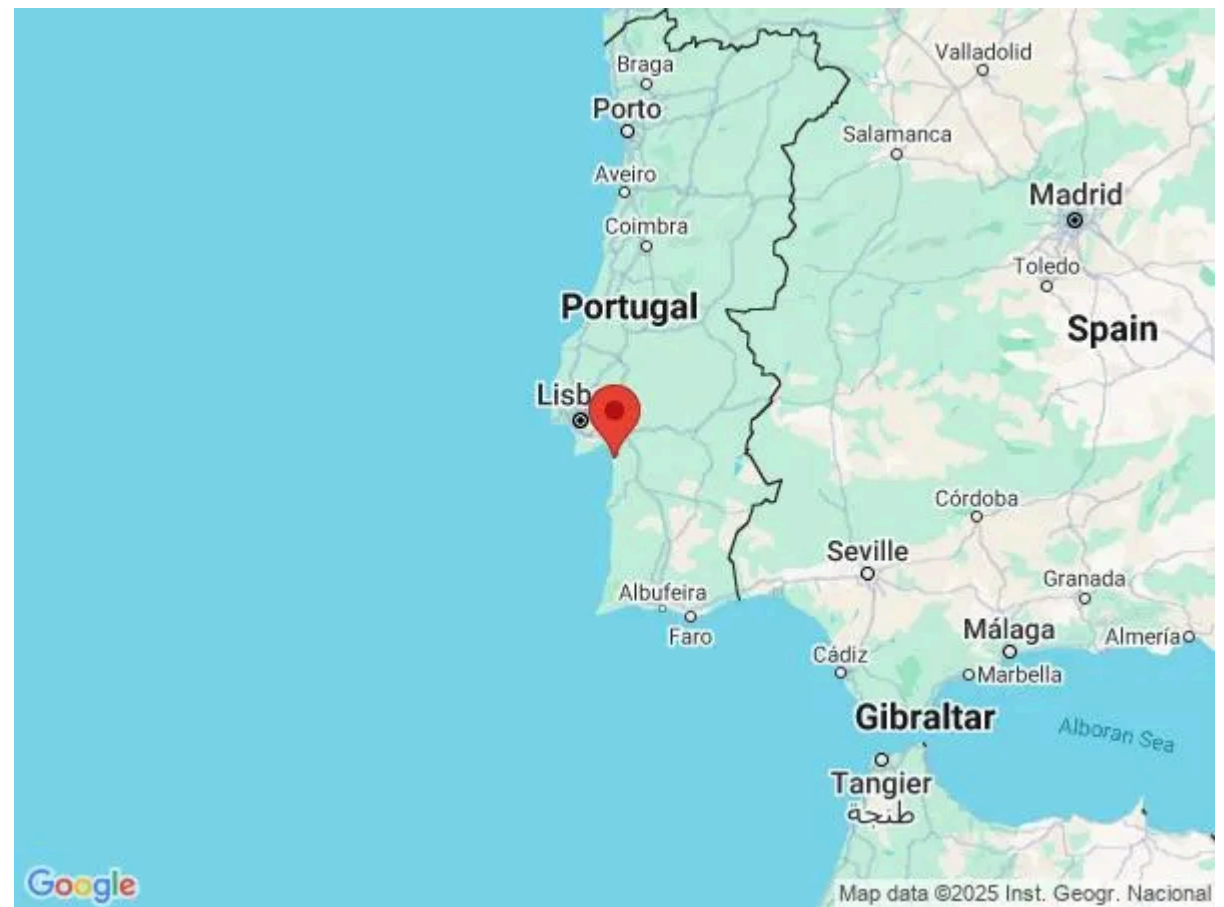 Valladolid
Braga
Porto
Salamanca
Aveiro
Madrid
Coimbra
Toledo
Portugal
Spain
Lisb
Córdoba
Seville
Granada
Albufeira
Faro
Málaga
Almería
Cádiz
Marbella
Gibraltar
Alboran Sea
Tangier
طنجة
Google
Map data ©2025 Inst. Geogr. Nacional